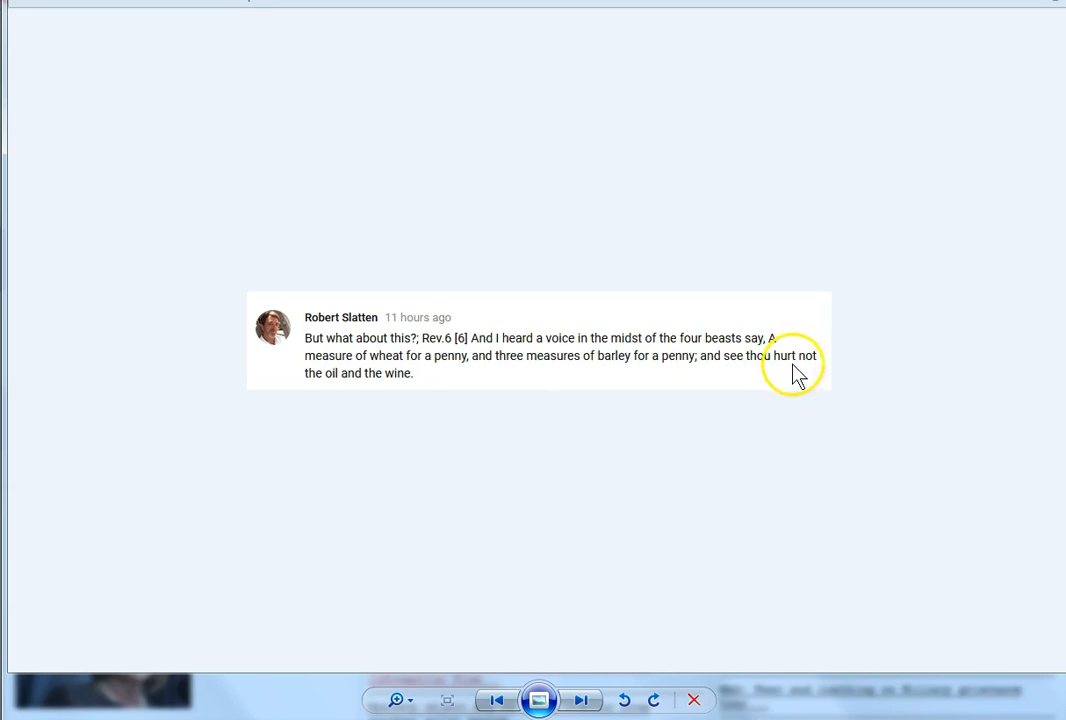 Robert Slatten 11 hours ago
But what about this?; Rev.6 [6] And I heard a voice in the midst of the four beasts say, A
measure of wheat for a penny, and three measures of barley for a penny; and see thou hurt not
the oil and the wine.